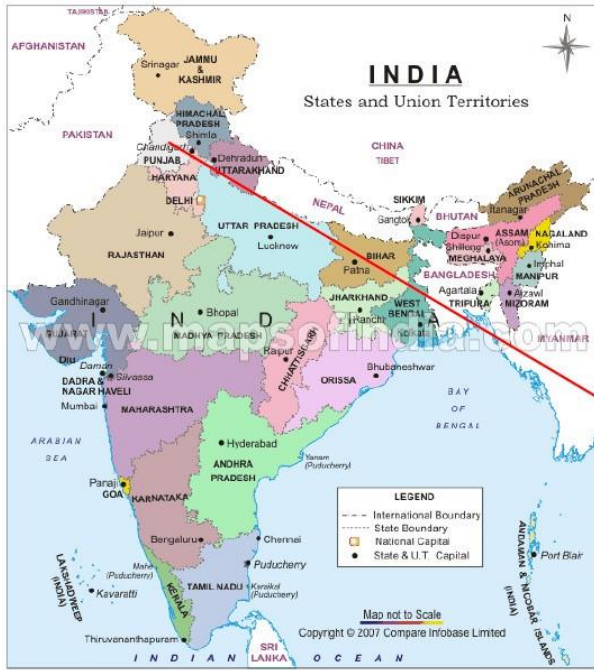 TAJIKISTAN
AFGHANISTAN
N
JAMMU
&
KASHMIR
Srinagar
INDIA
States and Union Territories
HIMACHAL
PRADESH
Shimla
PAKISTAN
CHINA
TIBET
Chandigarh
PUNJAB
Dehradun
UTTARAKHAND
HARYANA
DELHI
NEPAL
SIKKIM
Gangtok
BHUTAN
ARUNACHAL
PRADESH
Itanagar
UTTAR PRADESH
Lucknow
Jaipur
RAJASTHAN
BIHAR
Patna
Dispur
ASSAM
(Asom)
NAGALAND
Kohima
Shillong
MEGHALAYA
Imphal
MANIPUR
BANGLADESH
Agartala
TRIPURA
Aizawl
MIZORAM
JHARKHAND
Ranchi
WEST
BENGAL
Kolkata
Gandhinagar
GUJARAT
Bhopal
MADHYA PRADESH
I N D I A
www.mapsofindia.com
MYANMAR
Diu
Daman
Silvassa
DADRA &
NAGAR HAVELI
Raipur
CHHATTISGARH
ORISSA
Bhubaneshwar
Mumbai
MAHARASHTRA
BAY
OF
BENGAL
ARABIAN
SEA
Hyderabad
ANDHRA
PRADESH
Yanam
(Puducherry)
Panaji
GOA
KARNATAKA
LEGEND
International Boundary
State Boundary
National Capital
State & U.T. Capital
Bengaluru
Chennai
Mahe
(Puducherry)
Puducherry
Karaikal
(Puducherry)
TAMIL NADU
KERALA
LAKSHADWEEP
(INDIA)
Kavaratti
Port Blair
ANDAMAN & NICOBAR ISLANDS
(INDIA)
Map not to Scale
Copyright © 2007 Compare Infobase Limited
Thiruvananthapuram
SRI
LANKA
INDIAN OCEAN